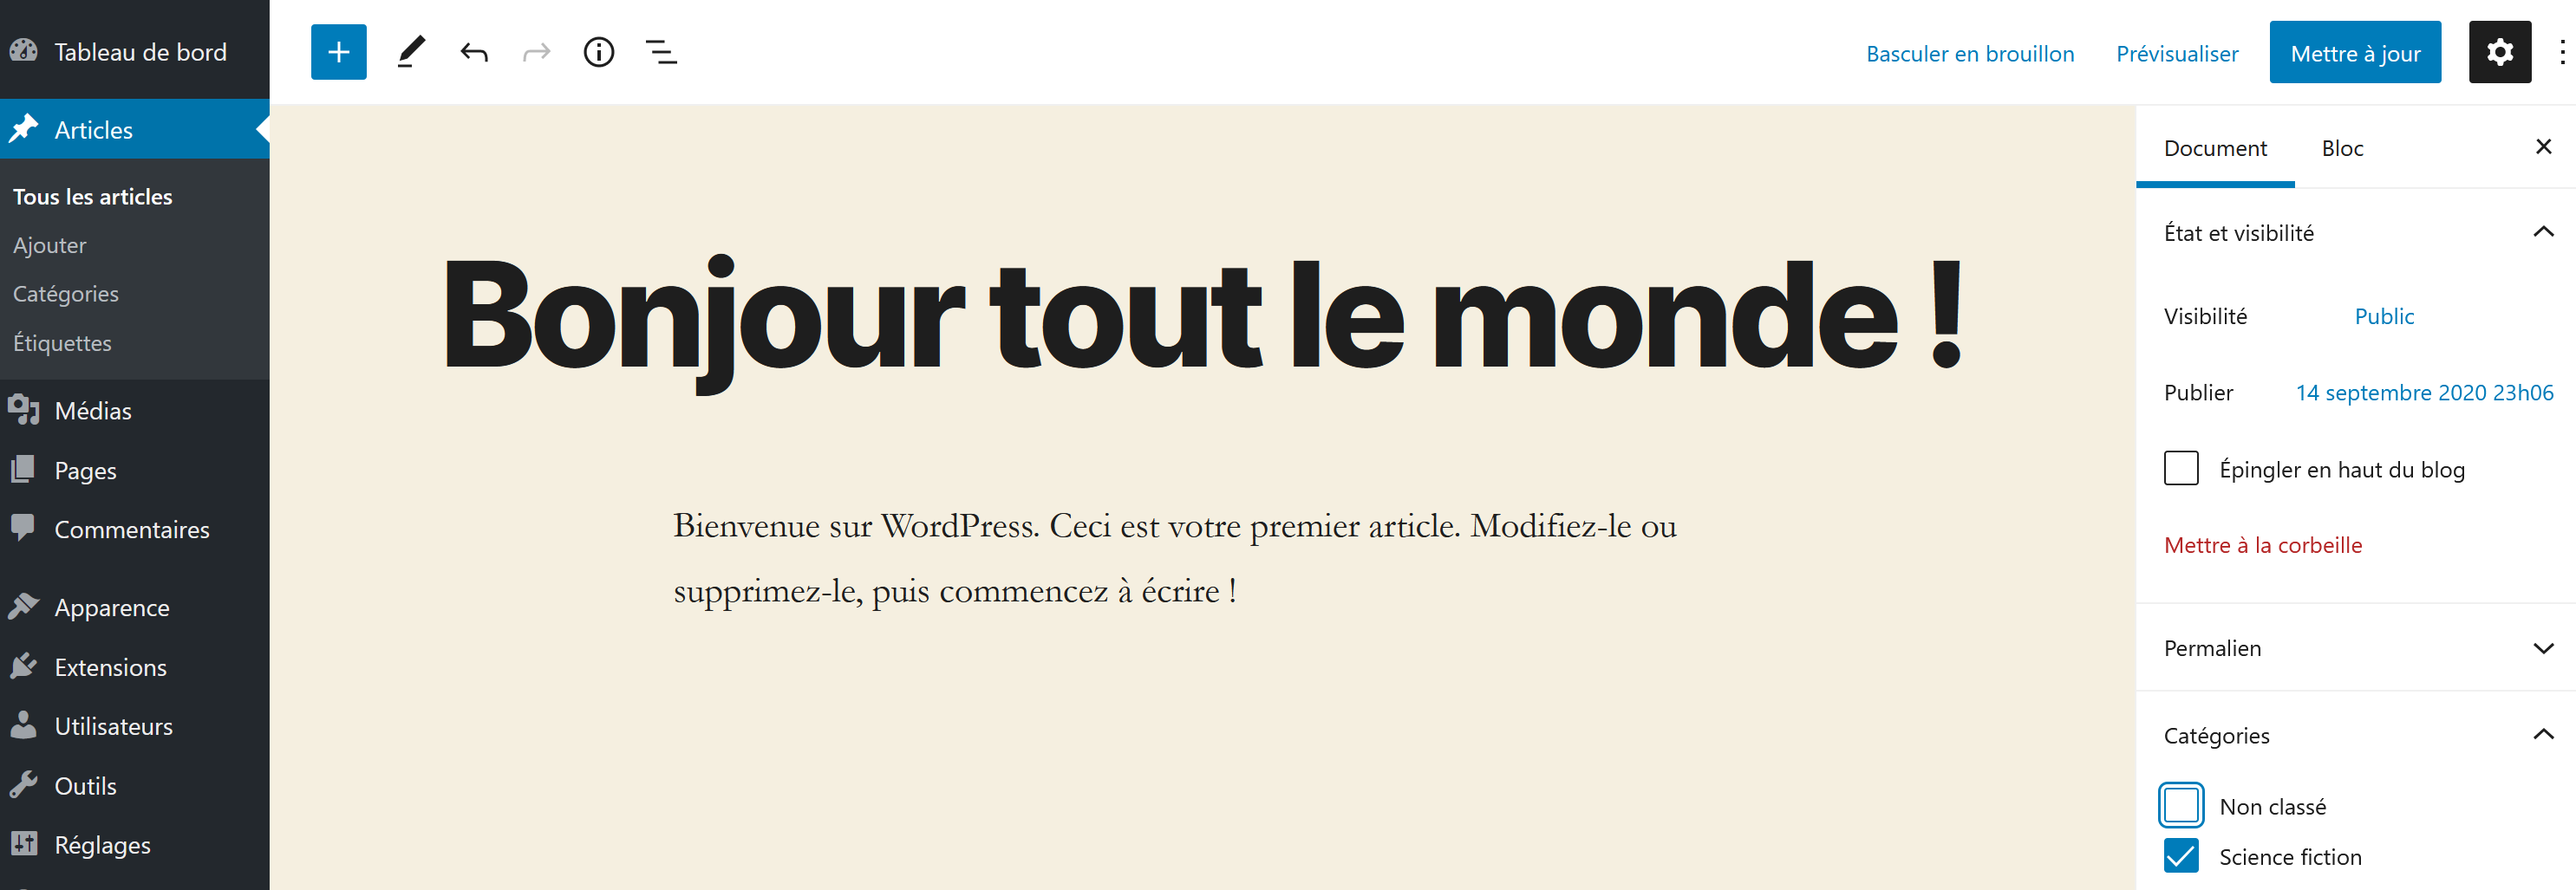 Tableau de bord
Articles
Tous les articles
Ajouter
Catégories
Étiquettes
Médias
Pages
Commentaires
Apparence
Extensions
Utilisateurs
Outils
Réglages
Basculer en brouillon
Prévisualiser
Mettre à jour
Bonjour tout le monde !
Bienvenue sur WordPress. Ceci est votre premier article. Modifiez-le ou
supprimez-le, puis commencez à écrire !
Document Bloc
État et visibilité
Visibilité Public
Publier 14 septembre 2020 23h06
Épingler en haut du blog
Mettre à la corbeille
Permalien
Catégories
Non classé
Science fiction